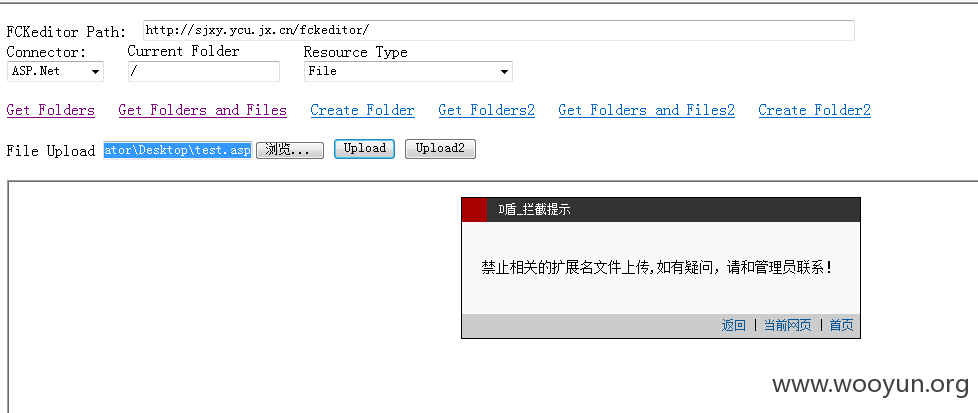 FCKeditor Path: http://sjxy.ycu.jx.cn/fckeditor/
Connector: Current Folder Resource Type
ASP.Net / File
Get Folders Get Folders and Files Create Folder Get Folders2 Get Folders and Files2 Create Folder2
File Upload ator\Desktop\test.asp 浏览... Upload Upload2
D盾_拦截提示
禁止相关的扩展名文件上传,如有疑问，请和管理员联系!
返回 | 当前网页 | 首页
www.wooyun.org